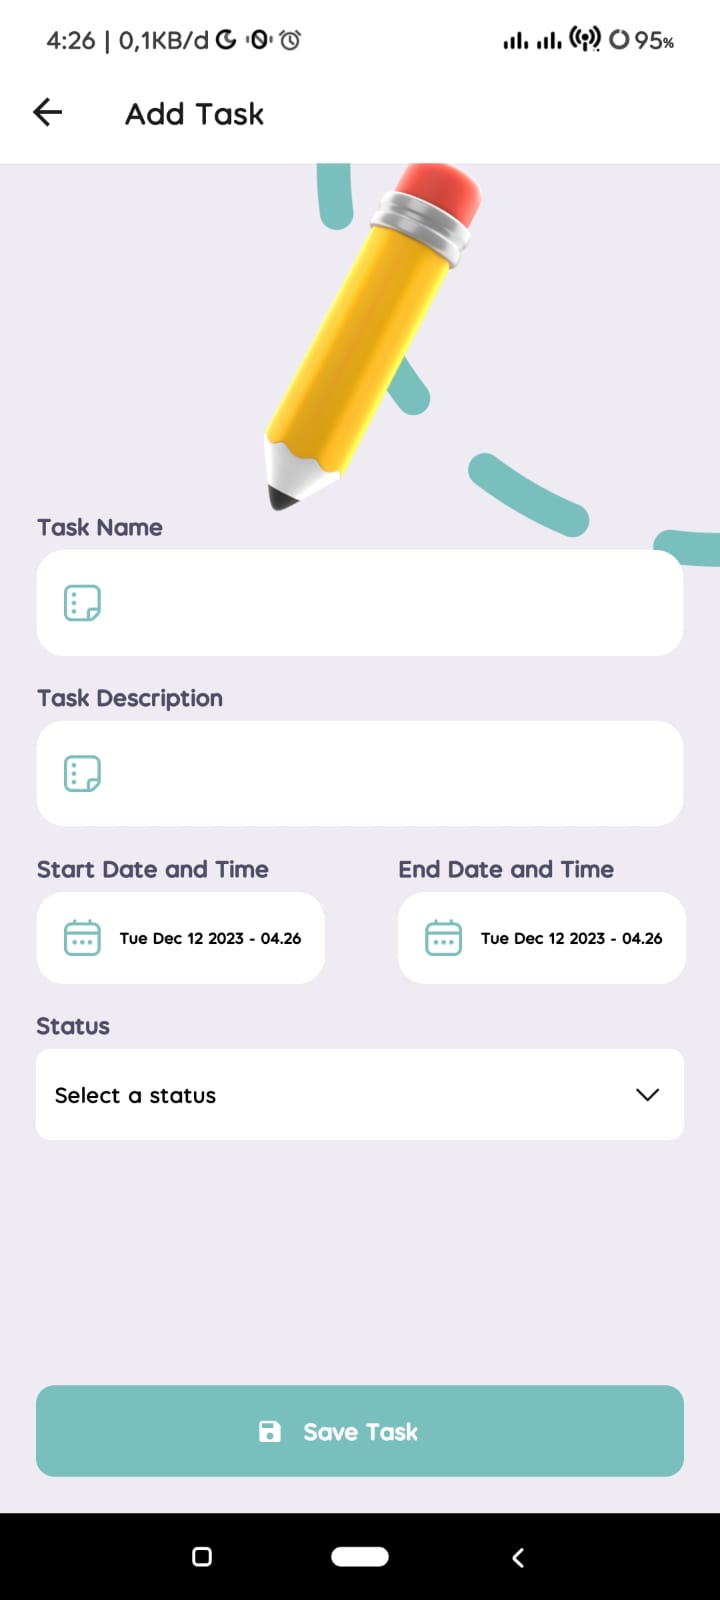 4:26 | 0,1KB/d
95%
Add Task
Task Name
Task Description
Start Date and Time
End Date and Time
Tue Dec 12 2023 - 04.26
Tue Dec 12 2023 - 04.26
Status
Select a status
Save Task